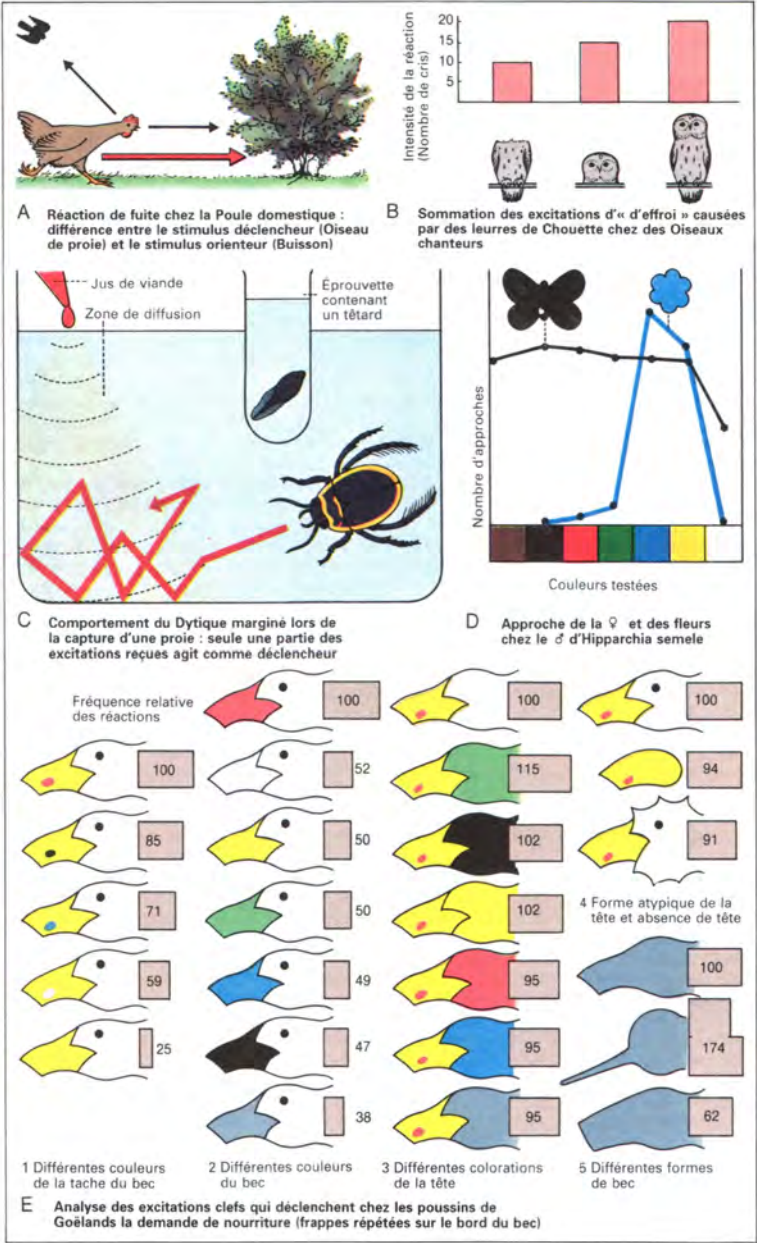 20
15
10
5
Intensité de la réaction
(Nombre de cris)
A Réaction de fuite chez la Poule domestique :
différence entre le stimulus déclencheur (Oiseau
de proie) et le stimulus orienteur (Buisson)
B Sommation des excitations d'« d'effroi » causées
par des leurres de Chouette chez des Oiseaux
chanteurs
Jus de viande
Zone de diffusion
Éprouvette
contenant
un têtard
Nombre d'approches
Couleurs testées
C Comportement du Dytique marginé lors de
la capture d'une proie : seule une partie des
excitations reçues agit comme déclencheur
D Approche de la ♀ et des fleurs
chez le ♂ d'Hipparchia semele
Fréquence relative
des réactions
100
85
71
59
25
1 Différentes couleurs
de la tache du bec
100
52
50
50
49
47
38
2 Différentes couleurs
du bec
100
115
102
102
95
95
95
3 Différentes colorations
de la tête
100
94
91
4 Forme atypique de la
tête et absence de tête
100
174
62
5 Différentes formes
de bec
E Analyse des excitations clefs qui déclenchent chez les poussins de
Goëlands la demande de nourriture (frappes répétées sur le bord du bec)